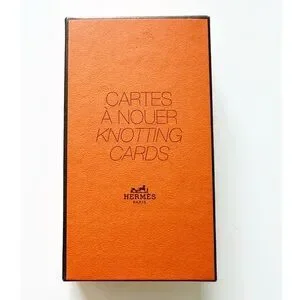 CARTES
À NOUER
KNOTTING
CARDS
HERMÈS
PARIS